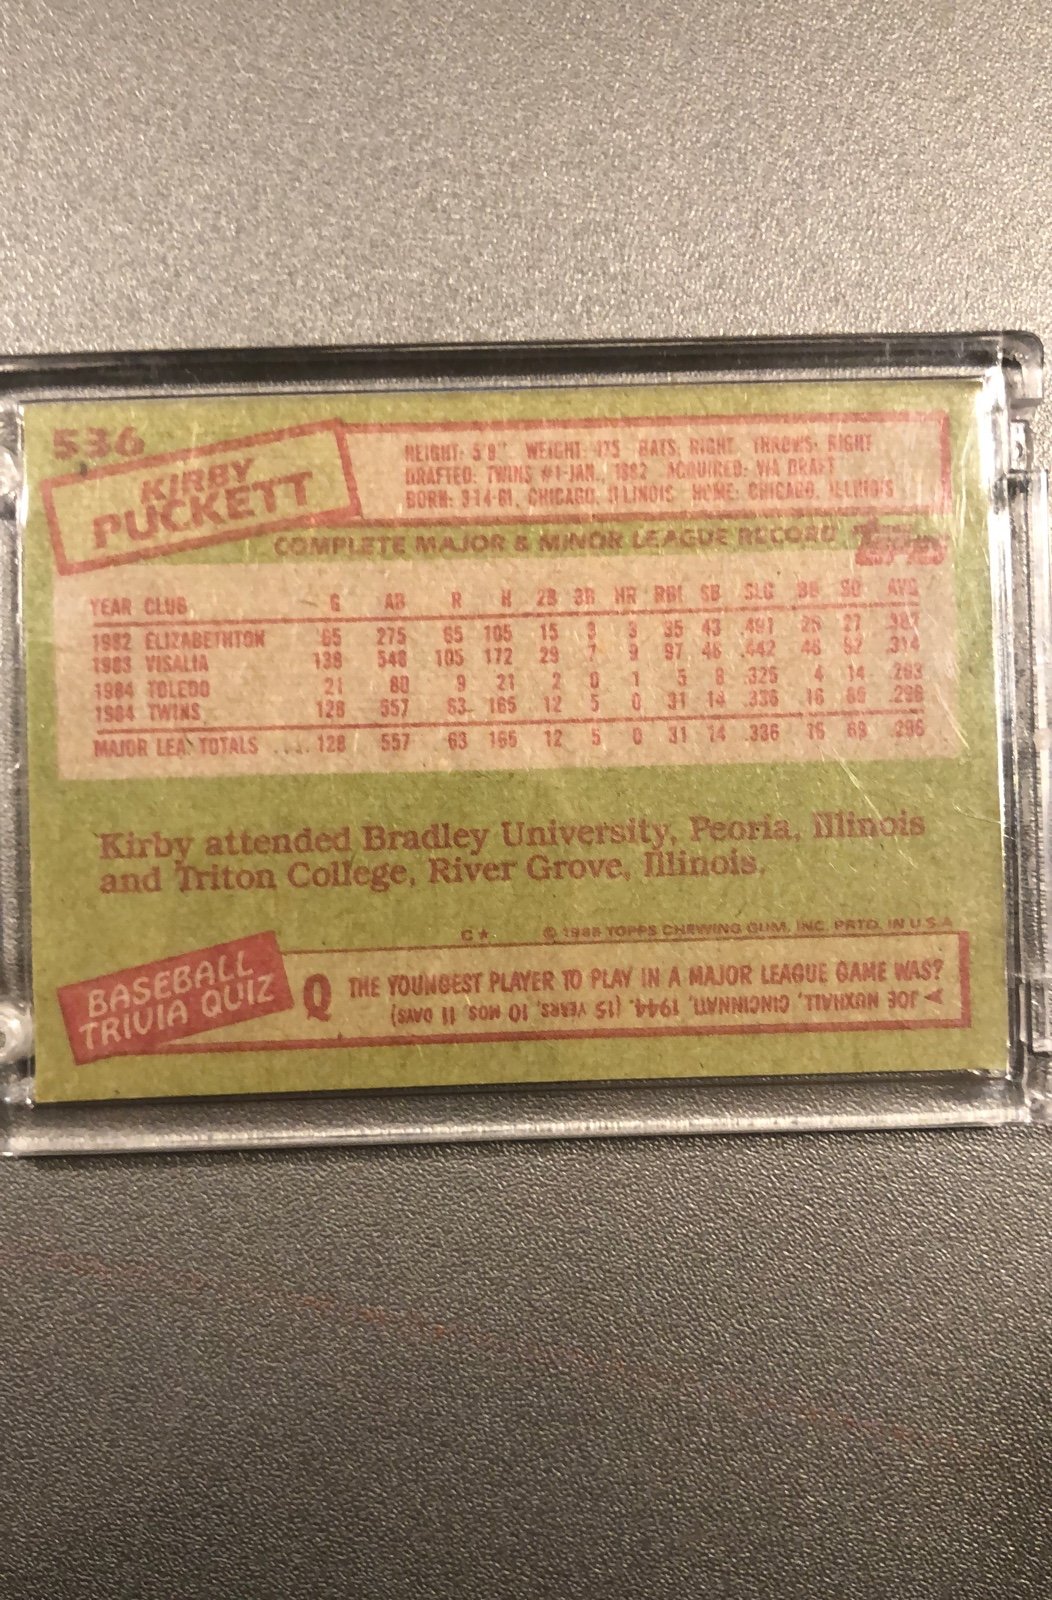 536
KIRBY
PUCKETT
HEIGHT: 5'8" WEIGHT: 175 BATS: RIGHT THROWS: RIGHT
DRAFTED: TWINS #1-JAN., 1982 ACQUIRED: VIA DRAFT
BORN: 3-14-61, CHICAGO, ILLINOIS HOME: CHICAGO, ILLINOIS
COMPLETE MAJOR & MINOR LEAGUE RECORD
Topps
YEAR CLUB G AB R H 2B 3B HR RBI SB SLG BB SO AVG
1982 ELIZABETHTON 65 275 65 105 15 3 3 35 43 .491 25 27 .382
1983 VISALIA 138 548 105 172 29 7 9 97 48 .442 46 62 .314
1984 TOLEDO 21 80 9 21 2 0 1 5 8 .325 4 14 .263
1984 TWINS 128 557 63 165 12 5 0 31 14 .336 16 69 .296
MAJOR LEA. TOTALS .... 128 557 63 165 12 5 0 31 14 .336 16 69 .296
Kirby attended Bradley University, Peoria, Illinois
and Triton College, River Grove, Illinois.
C★ © 1985 TOPPS CHEWING GUM, INC. PRTD. IN U.S.A.
BASEBALL
TRIVIA QUIZ
Q THE YOUNGEST PLAYER TO PLAY IN A MAJOR LEAGUE GAME WAS?
A JOE NUXHALL, CINCINNATI, 1944. (15 YEARS, 10 MOS, 11 DAYS)